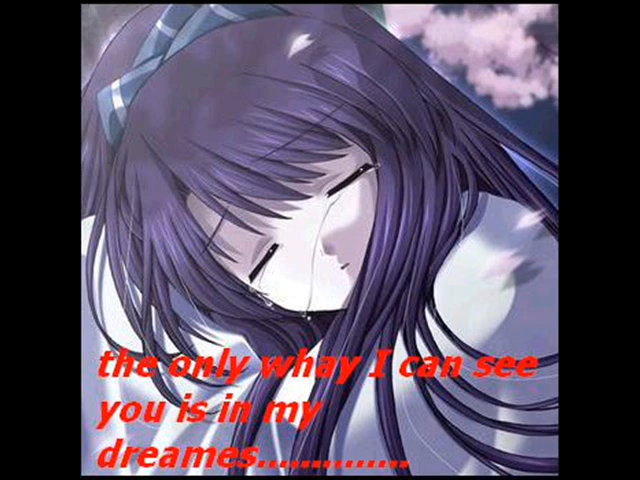 the only whay I can see
you is in my
dreames..............